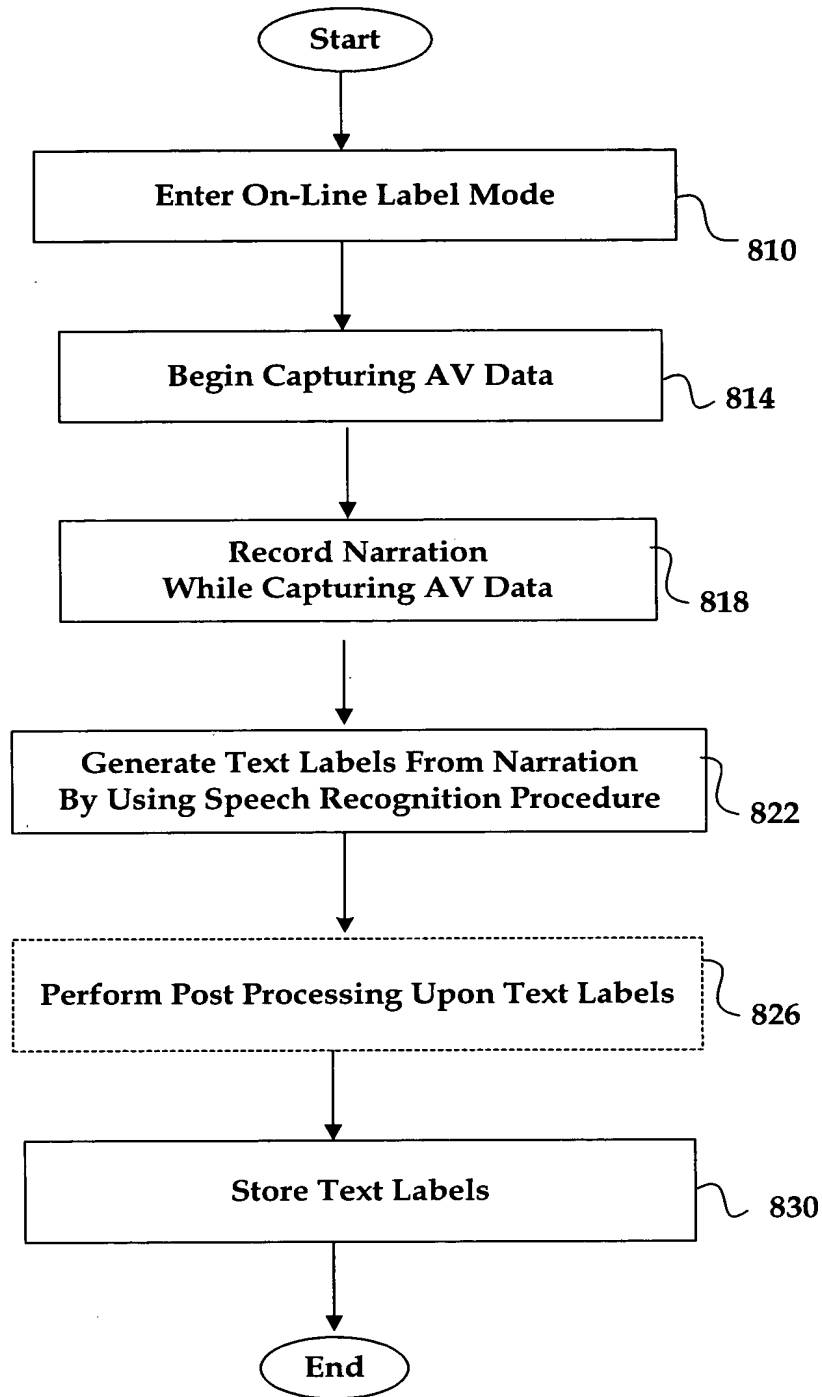 Start
Enter On-Line Label Mode
810
Begin Capturing AV Data
814
Record Narration
While Capturing AV Data
818
Generate Text Labels From Narration
By Using Speech Recognition Procedure
822
Perform Post Processing Upon Text Labels
826
Store Text Labels
830
End